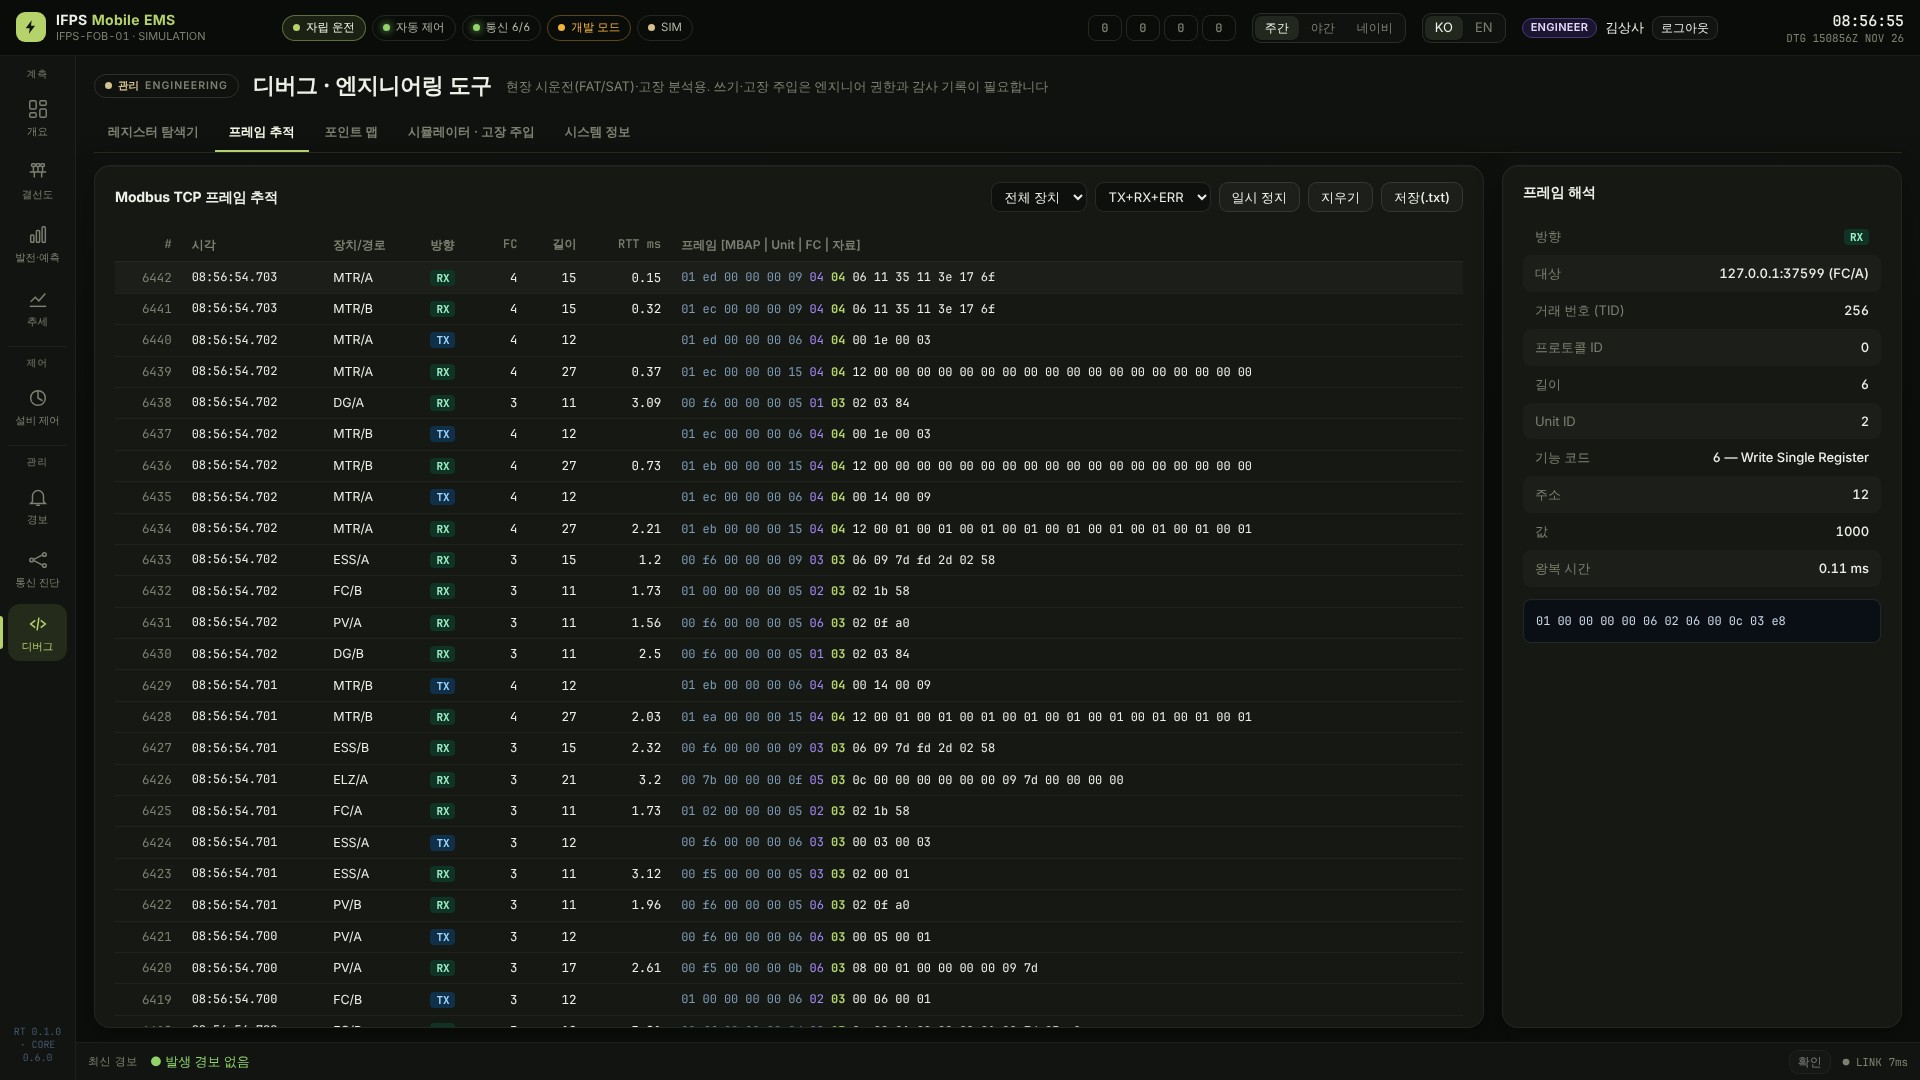 IFPS Mobile EMS
IFPS-FOB-01 · SIMULATION
자립 운전 자동 제어 통신 6/6 개발 모드 SIM
0 0 0 0 주간 야간 네이비 KO EN ENGINEER 김상사 로그아웃
08:56:55
DTG 150856Z NOV 26
계측
개요
결선도
발전·예측
추세
제어
설비 제어
관리
경보
통신 진단
디버그
RT 0.1.0
· CORE
0.6.0
관리 ENGINEERING 디버그 · 엔지니어링 도구 현장 시운전(FAT/SAT)·고장 분석용. 쓰기·고장 주입은 엔지니어 권한과 감사 기록이 필요합니다
레지스터 탐색기 프레임 추적 포인트 맵 시뮬레이터 · 고장 주입 시스템 정보
Modbus TCP 프레임 추적 전체 장치 TX+RX+ERR 일시 정지 지우기 저장(.txt)
# 시각 장치/경로 방향 FC 길이 RTT ms 프레임 [MBAP | Unit | FC | 자료]
6442 08:56:54.703 MTR/A RX 4 15 0.15 01 ed 00 00 00 09 04 04 06 11 35 11 3e 17 6f
6441 08:56:54.703 MTR/B RX 4 15 0.32 01 ec 00 00 00 09 04 04 06 11 35 11 3e 17 6f
6440 08:56:54.702 MTR/A TX 4 12 01 ed 00 00 00 06 04 04 00 1e 00 03
6439 08:56:54.702 MTR/A RX 4 27 0.37 01 ec 00 00 00 15 04 04 12 00 00 00 00 00 00 00 00 00 00 00 00 00 00 00 00 00 00
6438 08:56:54.702 DG/A RX 3 11 3.09 00 f6 00 00 00 05 01 03 02 03 84
6437 08:56:54.702 MTR/B TX 4 12 01 ec 00 00 00 06 04 04 00 1e 00 03
6436 08:56:54.702 MTR/B RX 4 27 0.73 01 eb 00 00 00 15 04 04 12 00 00 00 00 00 00 00 00 00 00 00 00 00 00 00 00 00 00
6435 08:56:54.702 MTR/A TX 4 12 01 ec 00 00 00 06 04 04 00 14 00 09
6434 08:56:54.702 MTR/A RX 4 27 2.21 01 eb 00 00 00 15 04 04 12 00 01 00 01 00 01 00 01 00 01 00 01 00 01 00 01 00 01
6433 08:56:54.702 ESS/A RX 3 15 1.2 00 f6 00 00 00 09 03 03 06 09 7d fd 2d 02 58
6432 08:56:54.702 FC/B RX 3 11 1.73 01 00 00 00 00 05 02 03 02 1b 58
6431 08:56:54.702 PV/A RX 3 11 1.56 00 f6 00 00 00 05 06 03 02 0f a0
6430 08:56:54.702 DG/B RX 3 11 2.5 00 f6 00 00 00 05 01 03 02 03 84
6429 08:56:54.701 MTR/B TX 4 12 01 eb 00 00 00 06 04 04 00 14 00 09
6428 08:56:54.701 MTR/B RX 4 27 2.03 01 ea 00 00 00 15 04 04 12 00 01 00 01 00 01 00 01 00 01 00 01 00 01 00 01 00 01
6427 08:56:54.701 ESS/B RX 3 15 2.32 00 f6 00 00 00 09 03 03 06 09 7d fd 2d 02 58
6426 08:56:54.701 ELZ/A RX 3 21 3.2 00 7b 00 00 00 0f 05 03 0c 00 00 00 00 00 00 09 7d 00 00 00 00
6425 08:56:54.701 FC/A RX 3 11 1.73 01 02 00 00 00 05 02 03 02 1b 58
6424 08:56:54.701 ESS/A TX 3 12 00 f6 00 00 00 06 03 03 00 03 00 03
6423 08:56:54.701 ESS/A RX 3 11 3.12 00 f5 00 00 00 05 03 03 02 00 01
6422 08:56:54.701 PV/B RX 3 11 1.96 00 f6 00 00 00 05 06 03 02 0f a0
6421 08:56:54.700 PV/A TX 3 12 00 f6 00 00 00 06 06 03 00 05 00 01
6420 08:56:54.700 PV/A RX 3 17 2.61 00 f5 00 00 00 0b 06 03 08 00 01 00 00 00 00 09 7d
6419 08:56:54.700 FC/B TX 3 12 01 00 00 00 00 06 02 03 00 06 00 01
프레임 해석
방향 RX
대상 127.0.0.1:37599 (FC/A)
거래 번호 (TID) 256
프로토콜 ID 0
길이 6
Unit ID 2
기능 코드 6 — Write Single Register
주소 12
값 1000
왕복 시간 0.11 ms
01 00 00 00 00 06 02 06 00 0c 03 e8
최신 경보 발생 경보 없음 확인 LINK 7ms